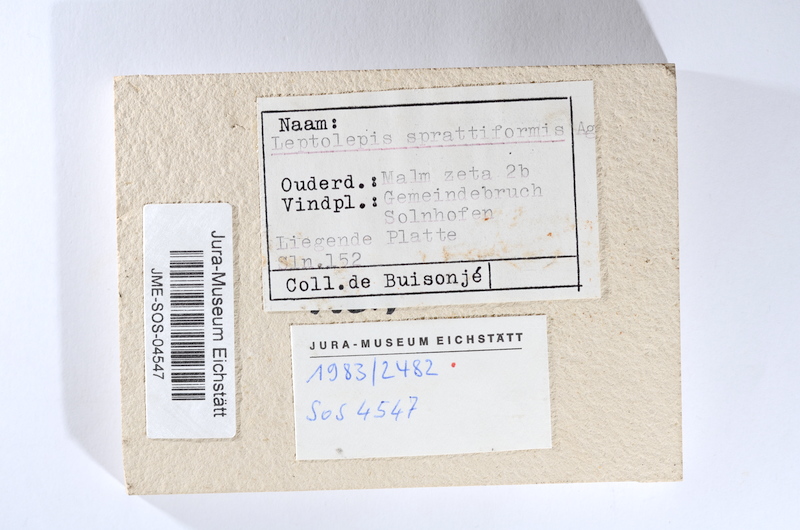 Naam:
Leptolepis sprattiformis Ag
Ouderd.: Malm zeta 2b
Vindpl.: Gemeindebruch
Solnhofen
Liegende Platte
Sln.152
Coll.de Buisonjé
JURA-MUSEUM EICHSTÄTT
1983/2482
SOS 4547
Jura-Museum Eichstätt
JME-SOS-04547